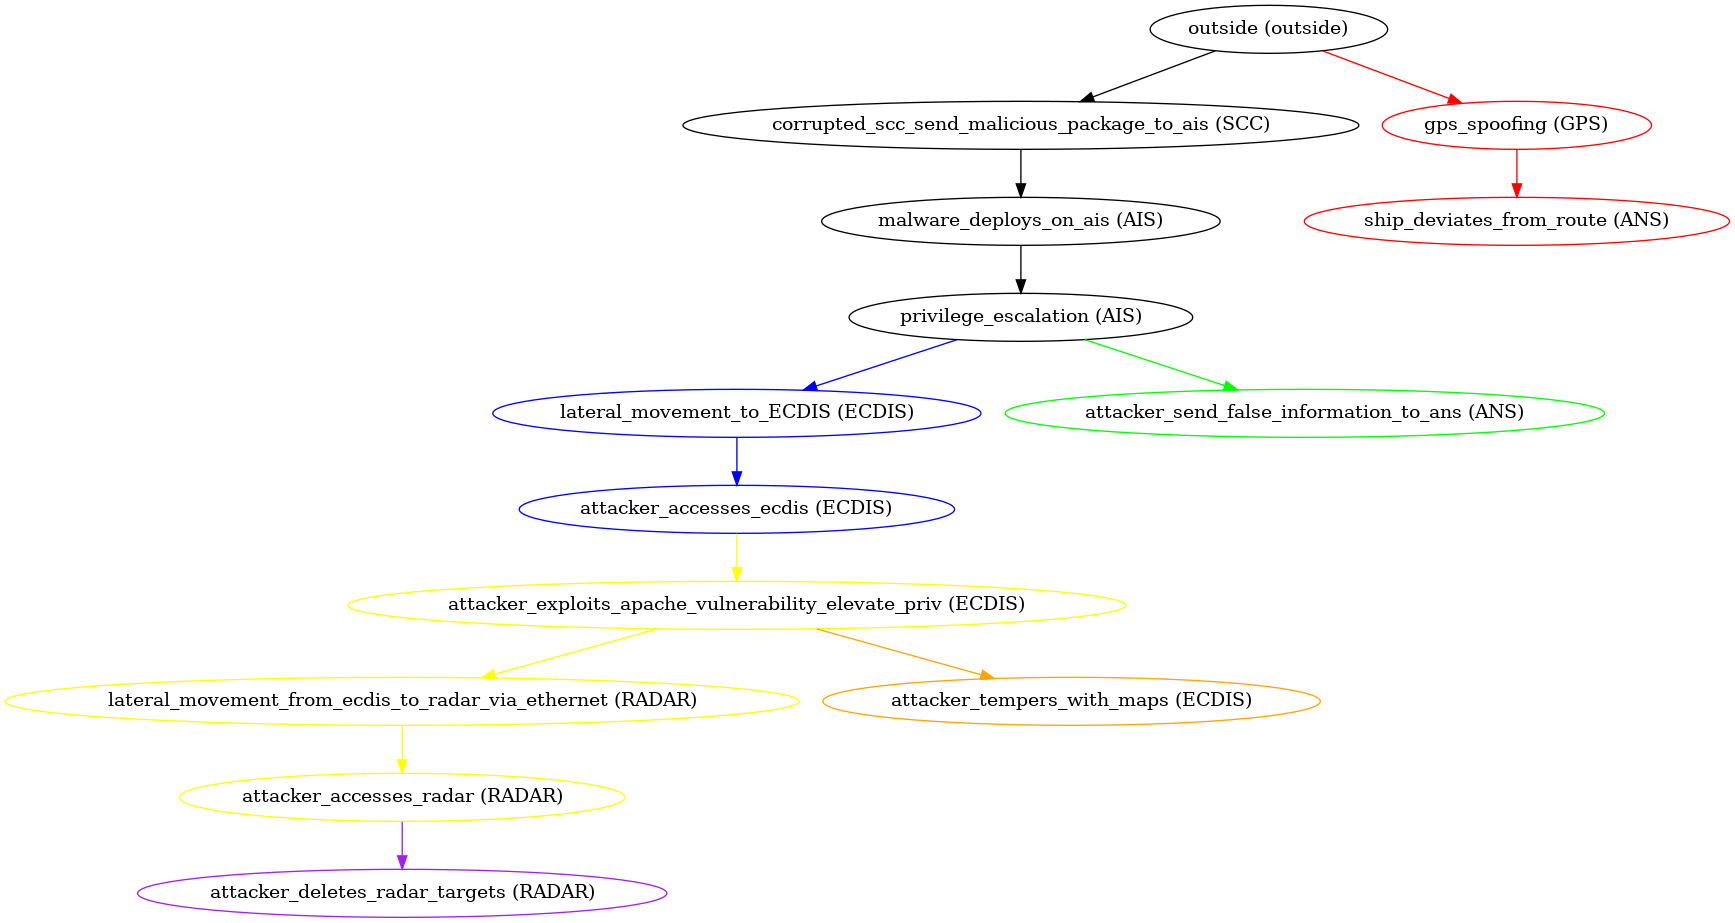 outside (outside)
corrupted_scc_send_malicious_package_to_ais (SCC)
gps_spoofing (GPS)
malware_deploys_on_ais (AIS)
ship_deviates_from_route (ANS)
privilege_escalation (AIS)
lateral_movement_to_ECDIS (ECDIS)
attacker_send_false_information_to_ans (ANS)
attacker_accesses_ecdis (ECDIS)
attacker_exploits_apache_vulnerability_elevate_priv (ECDIS)
lateral_movement_from_ecdis_to_radar_via_ethernet (RADAR)
attacker_tempers_with_maps (ECDIS)
attacker_accesses_radar (RADAR)
attacker_deletes_radar_targets (RADAR)